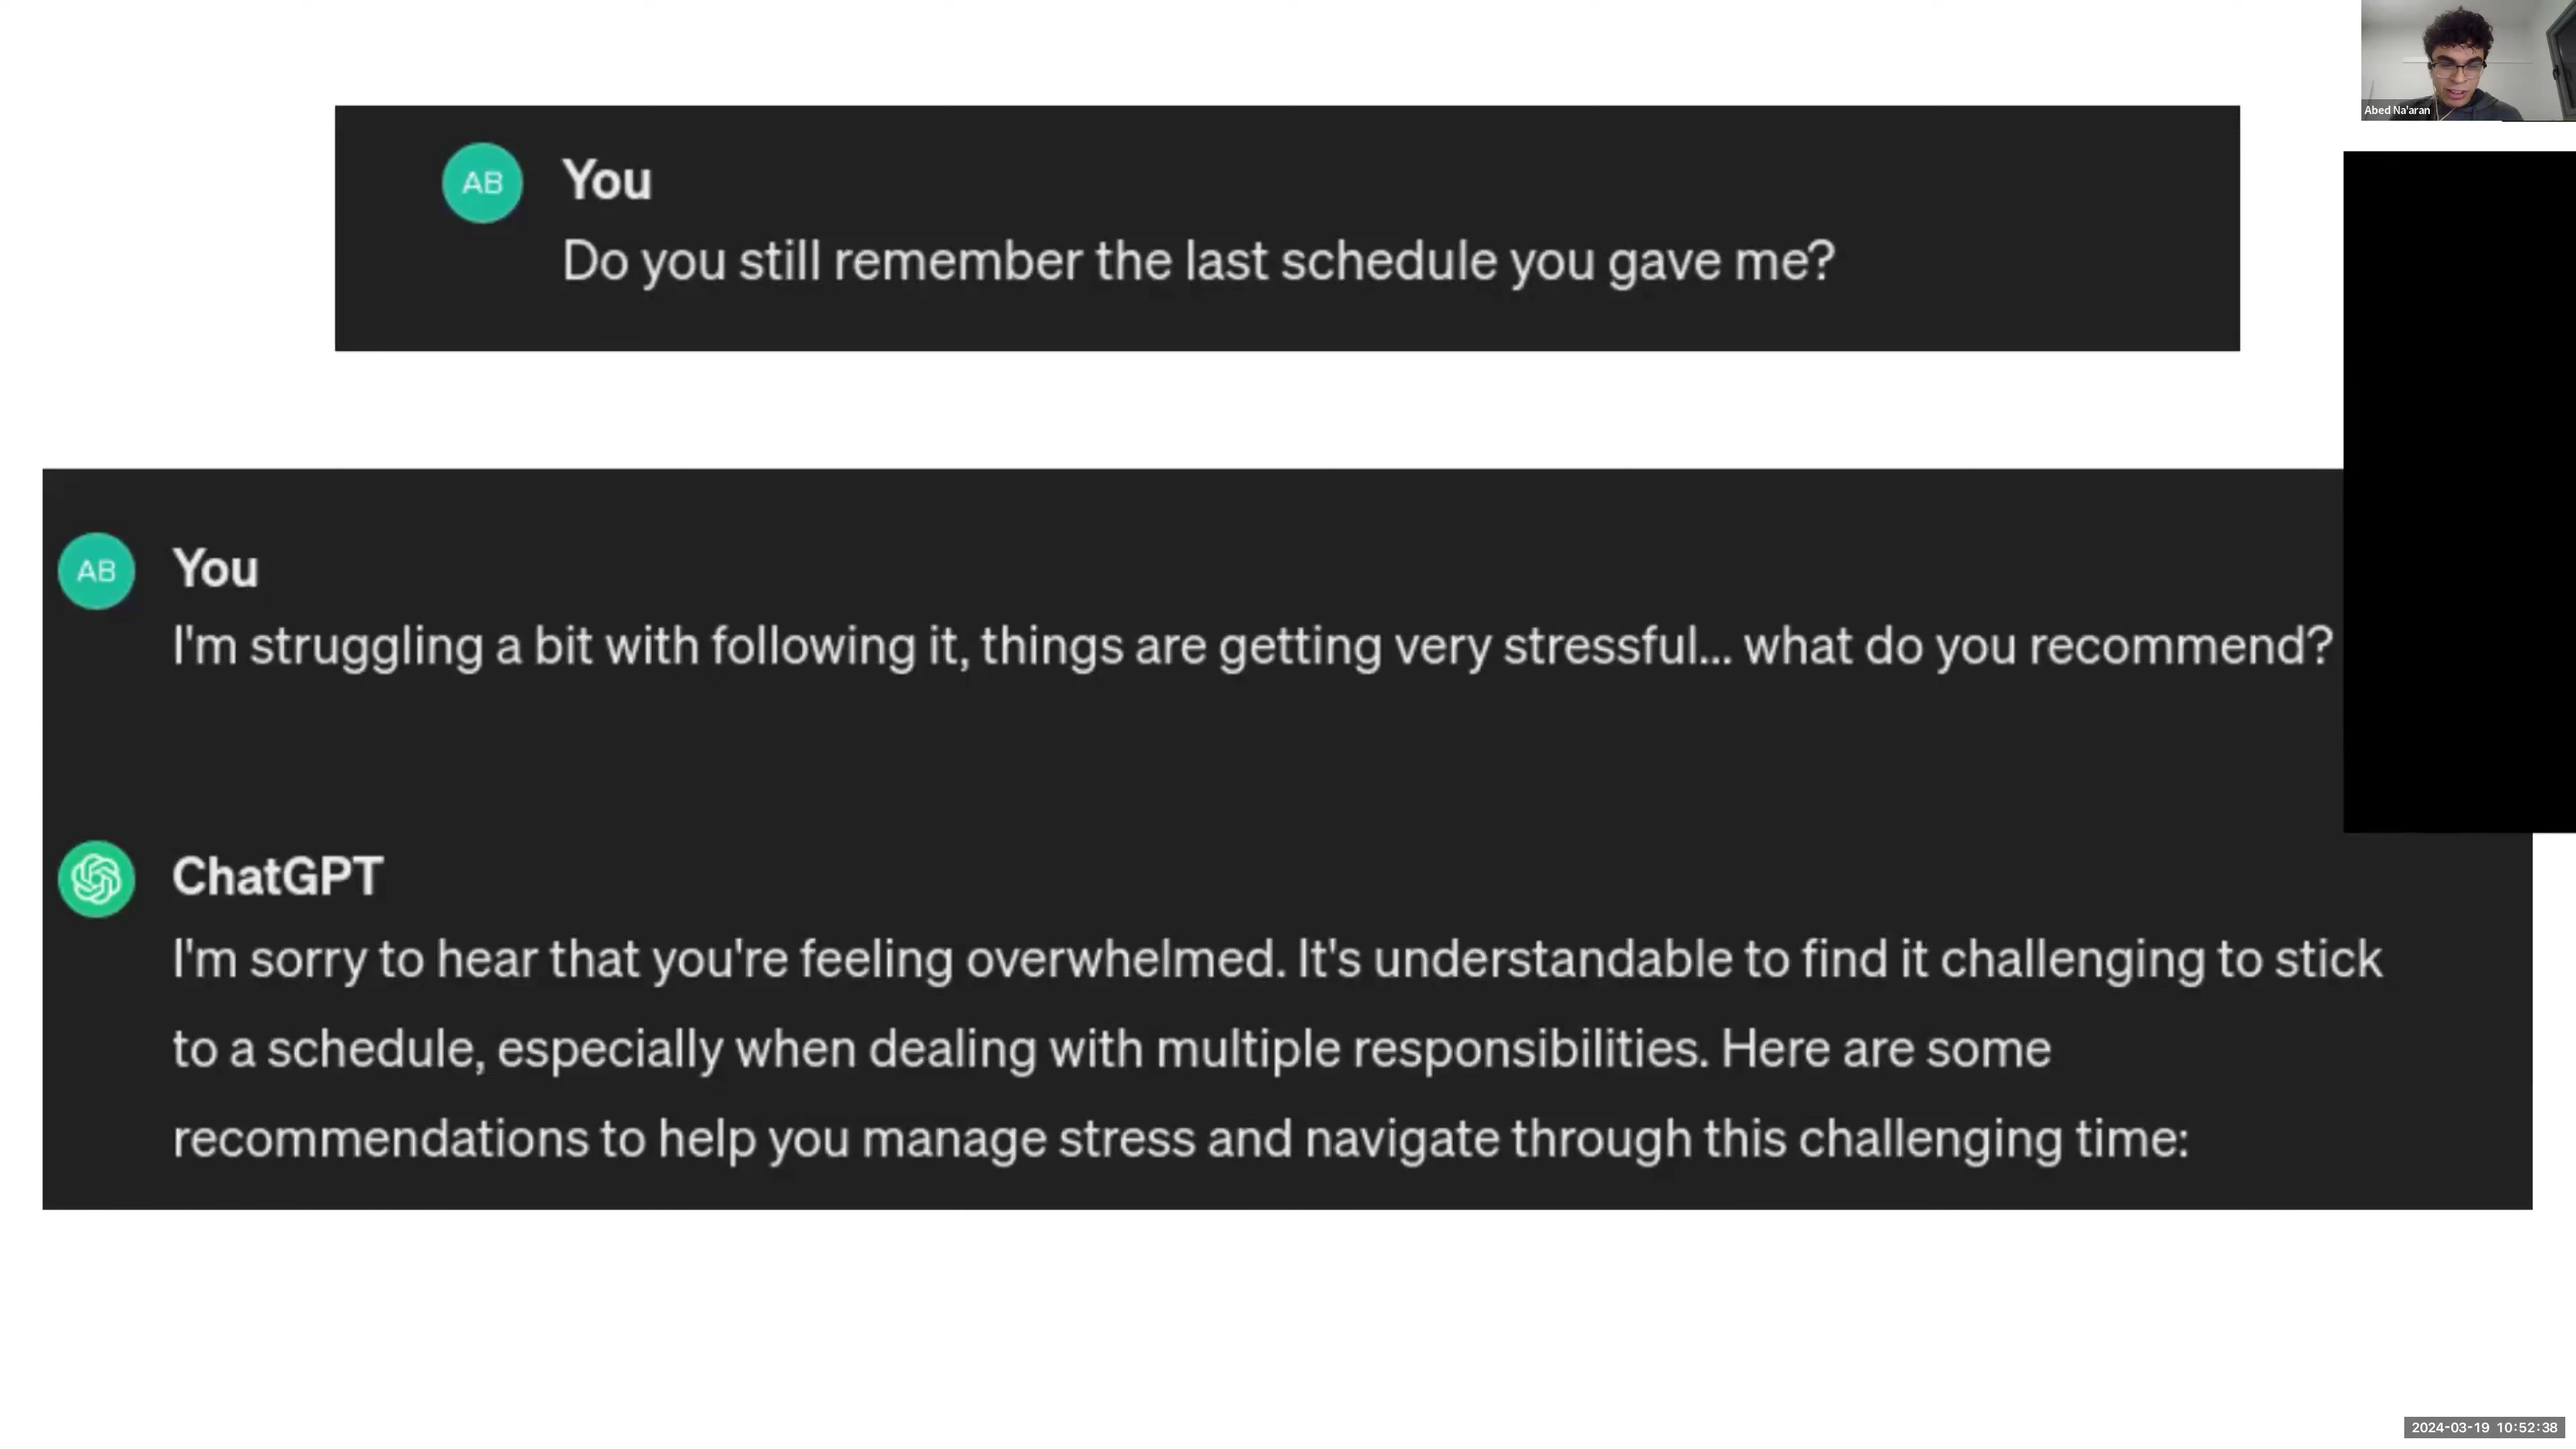 Abed Na'aran
AB
You
Do you still remember the last schedule you gave me?
AB
You
I'm struggling a bit with following it, things are getting very stressful... what do you recommend?
ChatGPT
I'm sorry to hear that you're feeling overwhelmed. It's understandable to find it challenging to stick
to a schedule, especially when dealing with multiple responsibilities. Here are some
recommendations to help you manage stress and navigate through this challenging time:
2024-03-19 10:52:38